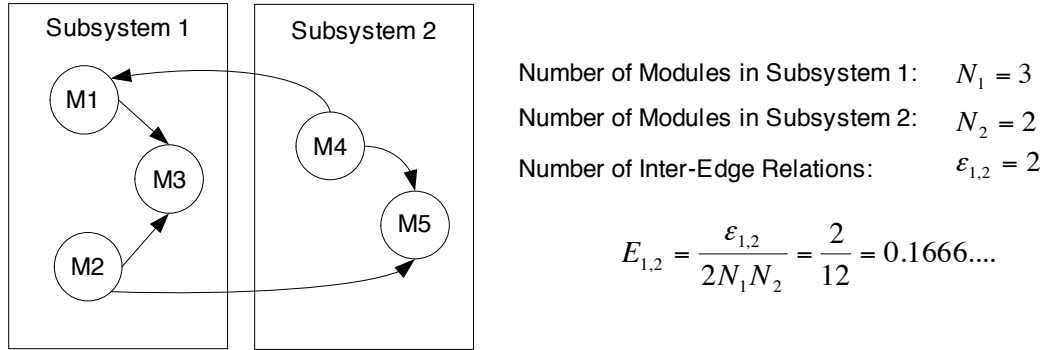 Subsystem 1
M1
M3
M2
Subsystem 2
M4
M5
Number of Modules in Subsystem 1: N₁ = 3
Number of Modules in Subsystem 2: N₂ = 2
Number of Inter-Edge Relations: ε₁,₂ = 2
E₁,₂ = ε₁,₂ / 2N₁N₂ = 2 / 12 = 0.1666....